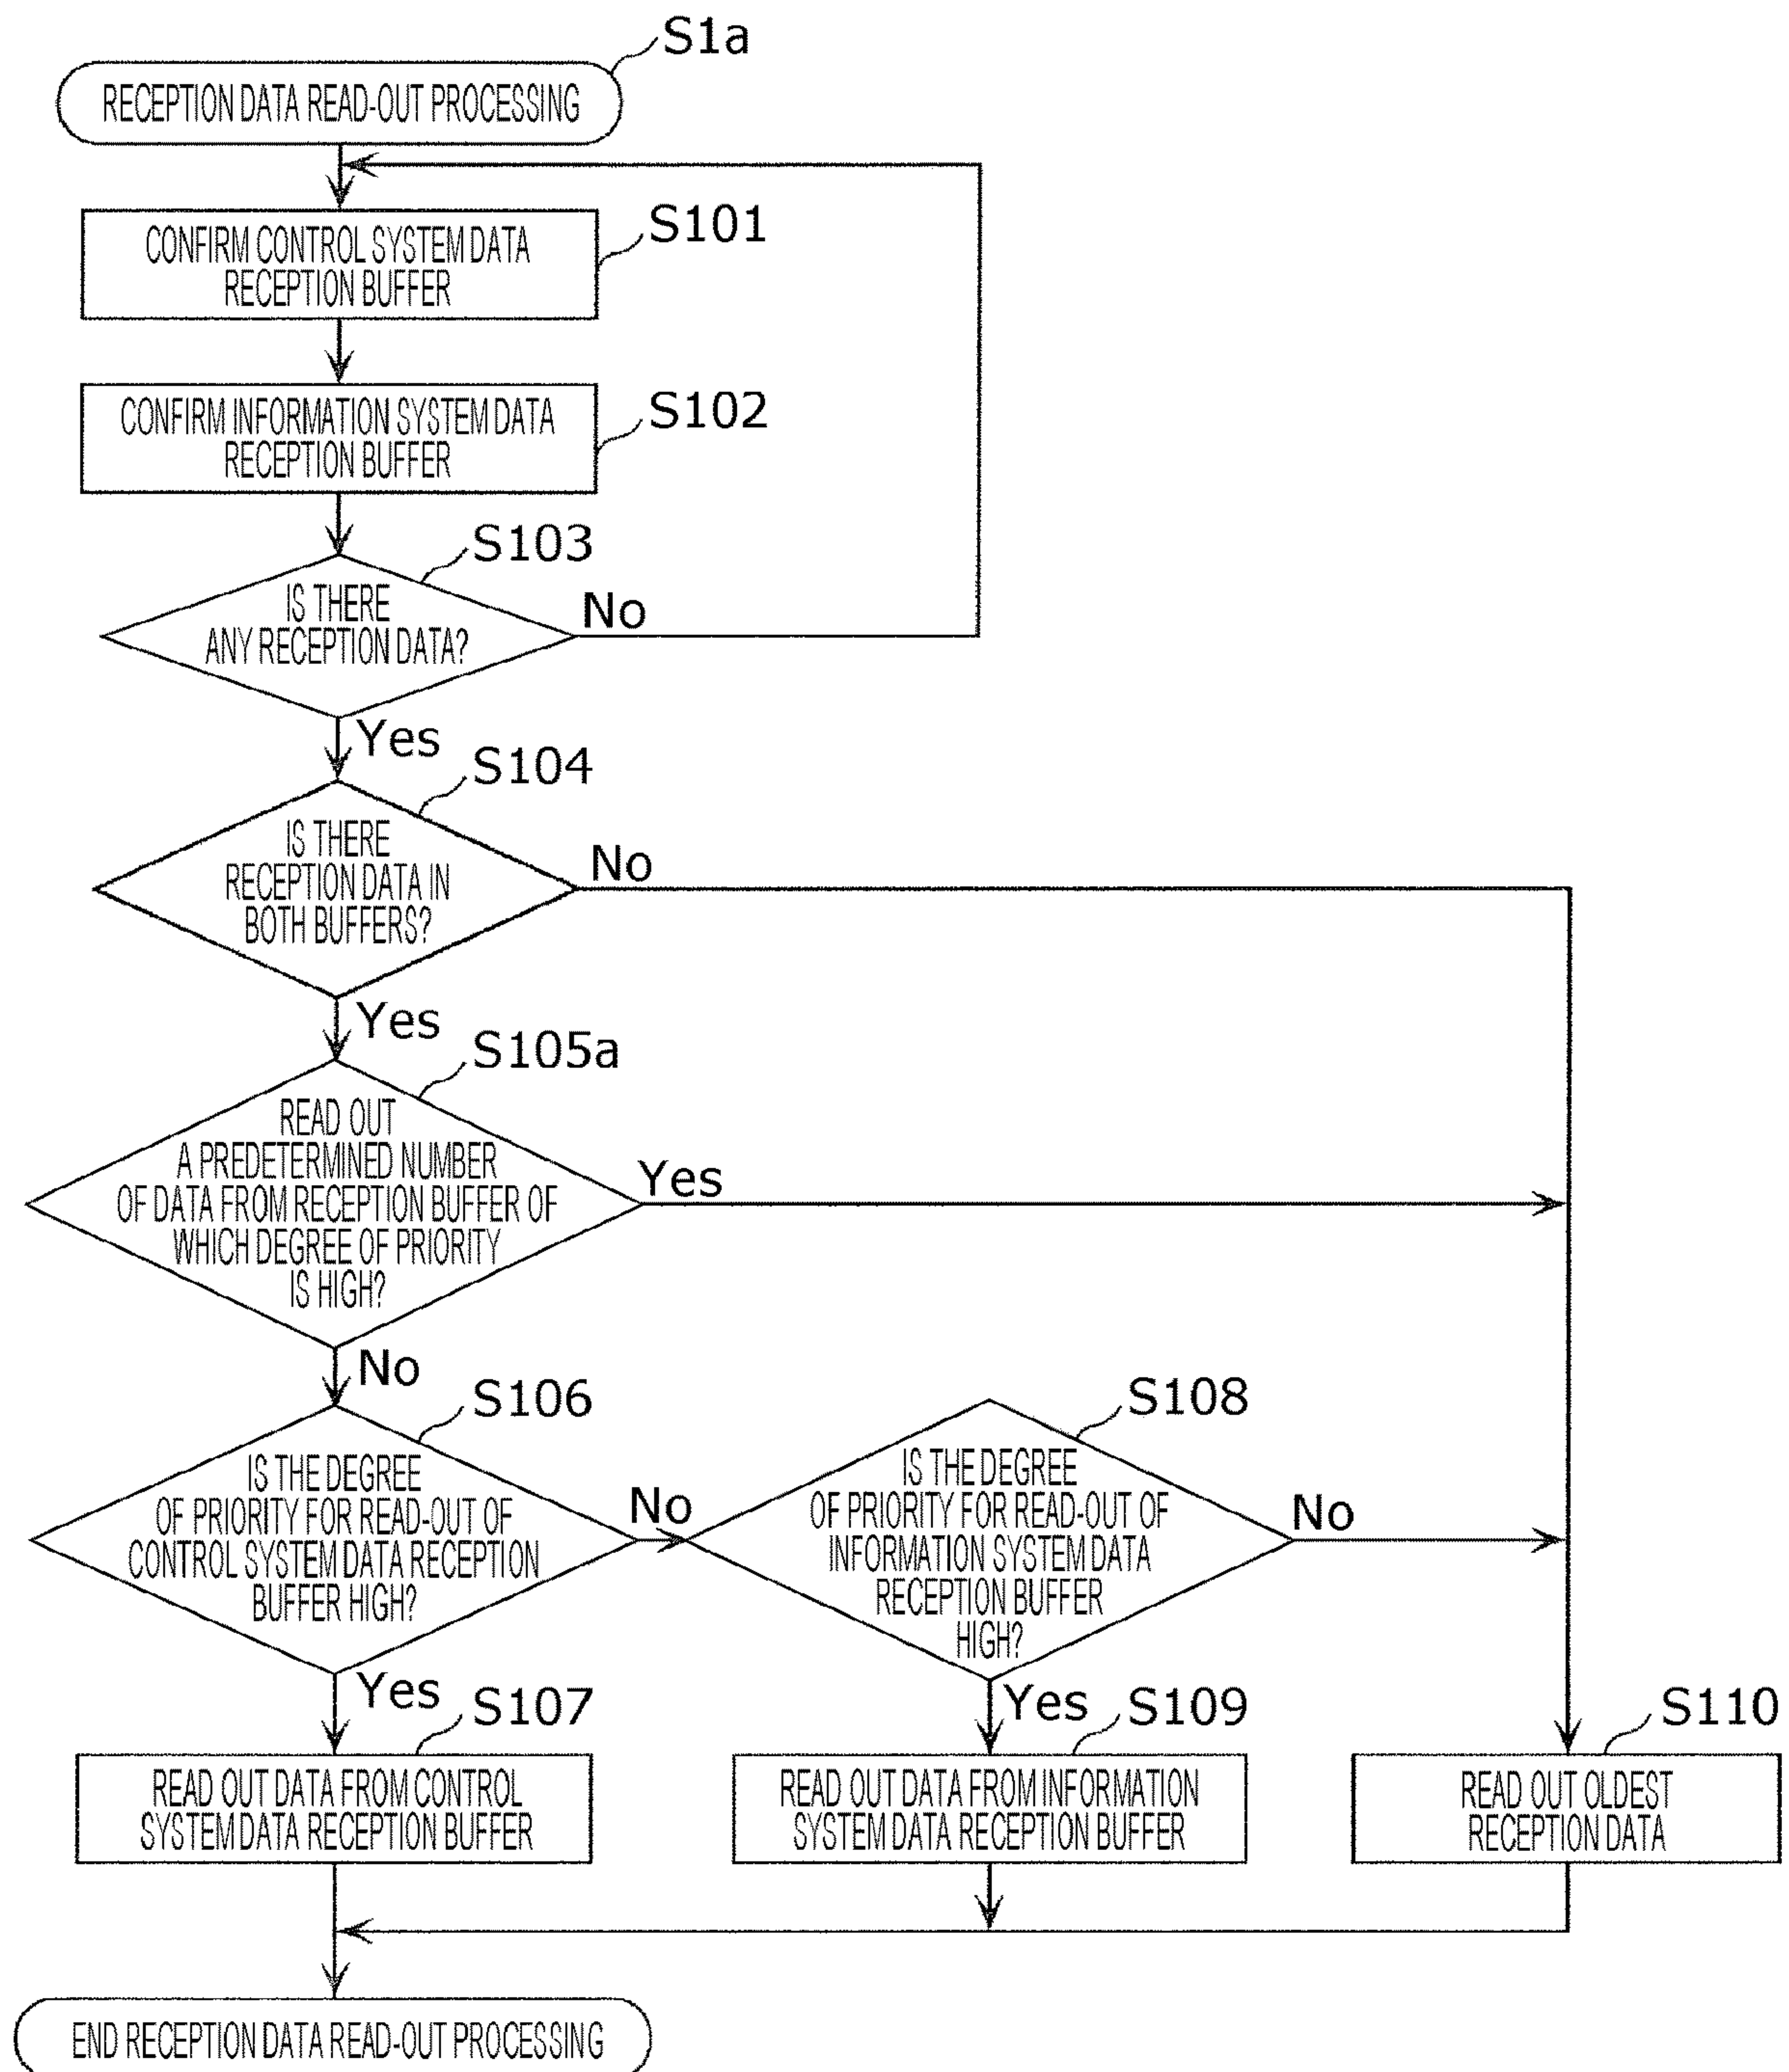 S1a
RECEPTION DATA READ-OUT PROCESSING
S101
CONFIRM CONTROL SYSTEM DATA
RECEPTION BUFFER
S102
CONFIRM INFORMATION SYSTEM DATA
RECEPTION BUFFER
S103
IS THERE
ANY RECEPTION DATA?
No
Yes
S104
IS THERE
RECEPTION DATA IN
BOTH BUFFERS?
No
Yes
S105a
READ OUT
A PREDETERMINED NUMBER
OF DATA FROM RECEPTION BUFFER OF
WHICH DEGREE OF PRIORITY
IS HIGH?
Yes
No
S106
IS THE DEGREE
OF PRIORITY FOR READ-OUT OF
CONTROL SYSTEM DATA RECEPTION
BUFFER HIGH?
No
Yes
S108
IS THE DEGREE
OF PRIORITY FOR READ-OUT OF
INFORMATION SYSTEM DATA
RECEPTION BUFFER
HIGH?
No
Yes
S107
READ OUT DATA FROM CONTROL
SYSTEM DATA RECEPTION BUFFER
S109
READ OUT DATA FROM INFORMATION
SYSTEM DATA RECEPTION BUFFER
S110
READ OUT OLDEST
RECEPTION DATA
END RECEPTION DATA READ-OUT PROCESSING